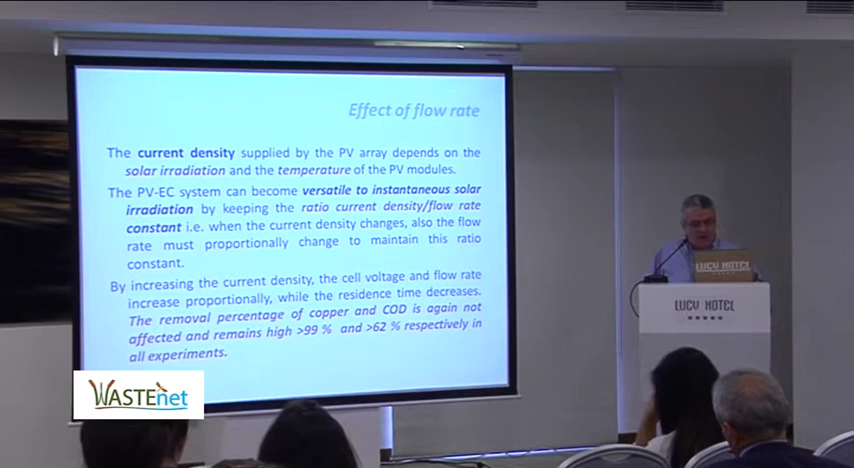 Effect of flow rate
The current density supplied by the PV array depends on the
solar irradiation and the temperature of the PV modules.
The PV-EC system can become versatile to instantaneous solar
irradiation by keeping the ratio current density/flow rate
constant i.e. when the current density changes, also the flow
rate must proportionally change to maintain this ratio
constant.
By increasing the current density, the cell voltage and flow rate
increase proportionally, while the residence time decreases.
The removal percentage of copper and COD is again not
affected and remains high >99 % and >62 % respectively in
all experiments.
WASTEnet
LUCY HOTEL
LUCY HOTEL